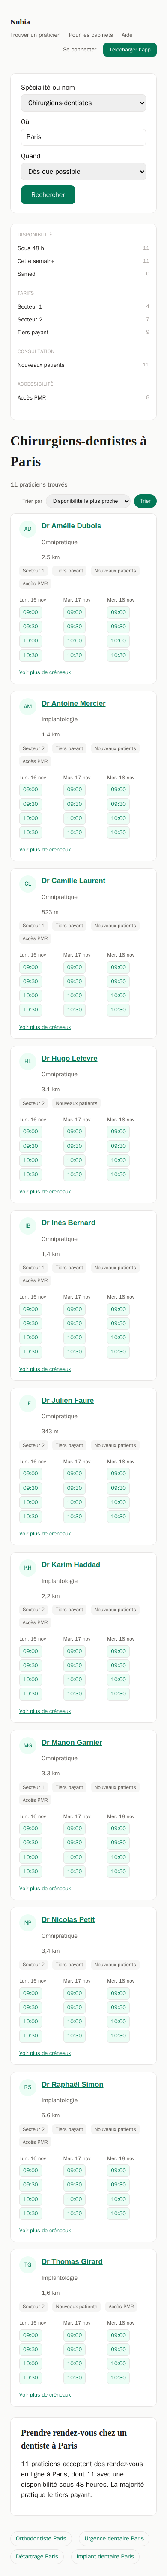 Nubia
Trouver un praticien Pour les cabinets Aide
Se connecter Télécharger l'app
Spécialité ou nom
Chirurgiens-dentistes
Où
Paris
Quand
Dès que possible
Rechercher
DISPONIBILITÉ
Sous 48 h 11
Cette semaine 11
Samedi 0
TARIFS
Secteur 1 4
Secteur 2 7
Tiers payant 9
CONSULTATION
Nouveaux patients 11
ACCESSIBILITÉ
Accès PMR 8
Chirurgiens-dentistes à
Paris
11 praticiens trouvés
Trier par Disponibilité la plus proche Trier
AD Dr Amélie Dubois
Omnipratique
2,5 km
Secteur 1 Tiers payant Nouveaux patients
Accès PMR
Lun. 16 nov Mar. 17 nov Mer. 18 nov
09:00 09:00 09:00
09:30 09:30 09:30
10:00 10:00 10:00
10:30 10:30 10:30
Voir plus de créneaux
AM Dr Antoine Mercier
Implantologie
1,4 km
Secteur 2 Tiers payant Nouveaux patients
Accès PMR
Lun. 16 nov Mar. 17 nov Mer. 18 nov
09:00 09:00 09:00
09:30 09:30 09:30
10:00 10:00 10:00
10:30 10:30 10:30
Voir plus de créneaux
CL Dr Camille Laurent
Omnipratique
823 m
Secteur 1 Tiers payant Nouveaux patients
Accès PMR
Lun. 16 nov Mar. 17 nov Mer. 18 nov
09:00 09:00 09:00
09:30 09:30 09:30
10:00 10:00 10:00
10:30 10:30 10:30
Voir plus de créneaux
HL Dr Hugo Lefevre
Omnipratique
3,1 km
Secteur 2 Nouveaux patients
Lun. 16 nov Mar. 17 nov Mer. 18 nov
09:00 09:00 09:00
09:30 09:30 09:30
10:00 10:00 10:00
10:30 10:30 10:30
Voir plus de créneaux
IB Dr Inès Bernard
Omnipratique
1,4 km
Secteur 1 Tiers payant Nouveaux patients
Accès PMR
Lun. 16 nov Mar. 17 nov Mer. 18 nov
09:00 09:00 09:00
09:30 09:30 09:30
10:00 10:00 10:00
10:30 10:30 10:30
Voir plus de créneaux
JF Dr Julien Faure
Omnipratique
343 m
Secteur 2 Tiers payant Nouveaux patients
Lun. 16 nov Mar. 17 nov Mer. 18 nov
09:00 09:00 09:00
09:30 09:30 09:30
10:00 10:00 10:00
10:30 10:30 10:30
Voir plus de créneaux
KH Dr Karim Haddad
Implantologie
2,2 km
Secteur 2 Tiers payant Nouveaux patients
Accès PMR
Lun. 16 nov Mar. 17 nov Mer. 18 nov
09:00 09:00 09:00
09:30 09:30 09:30
10:00 10:00 10:00
10:30 10:30 10:30
Voir plus de créneaux
MG Dr Manon Garnier
Omnipratique
3,3 km
Secteur 1 Tiers payant Nouveaux patients
Accès PMR
Lun. 16 nov Mar. 17 nov Mer. 18 nov
09:00 09:00 09:00
09:30 09:30 09:30
10:00 10:00 10:00
10:30 10:30 10:30
Voir plus de créneaux
NP Dr Nicolas Petit
Omnipratique
3,4 km
Secteur 2 Tiers payant Nouveaux patients
Lun. 16 nov Mar. 17 nov Mer. 18 nov
09:00 09:00 09:00
09:30 09:30 09:30
10:00 10:00 10:00
10:30 10:30 10:30
Voir plus de créneaux
RS Dr Raphaël Simon
Implantologie
5,6 km
Secteur 2 Tiers payant Nouveaux patients
Accès PMR
Lun. 16 nov Mar. 17 nov Mer. 18 nov
09:00 09:00 09:00
09:30 09:30 09:30
10:00 10:00 10:00
10:30 10:30 10:30
Voir plus de créneaux
TG Dr Thomas Girard
Implantologie
1,8 km
Secteur 2 Nouveaux patients Accès PMR
Lun. 16 nov Mar. 17 nov Mer. 18 nov
09:00 09:00 09:00
09:30 09:30 09:30
10:00 10:00 10:00
10:30 10:30 10:30
Voir plus de créneaux
Prendre rendez-vous chez un
dentiste à Paris
11 praticiens acceptent des rendez-vous
en ligne à Paris, dont 11 avec une
disponibilité sous 48 heures. La majorité
pratique le tiers payant.
Orthodontiste Paris Urgence dentaire Paris
Détartrage Paris Implant dentaire Paris